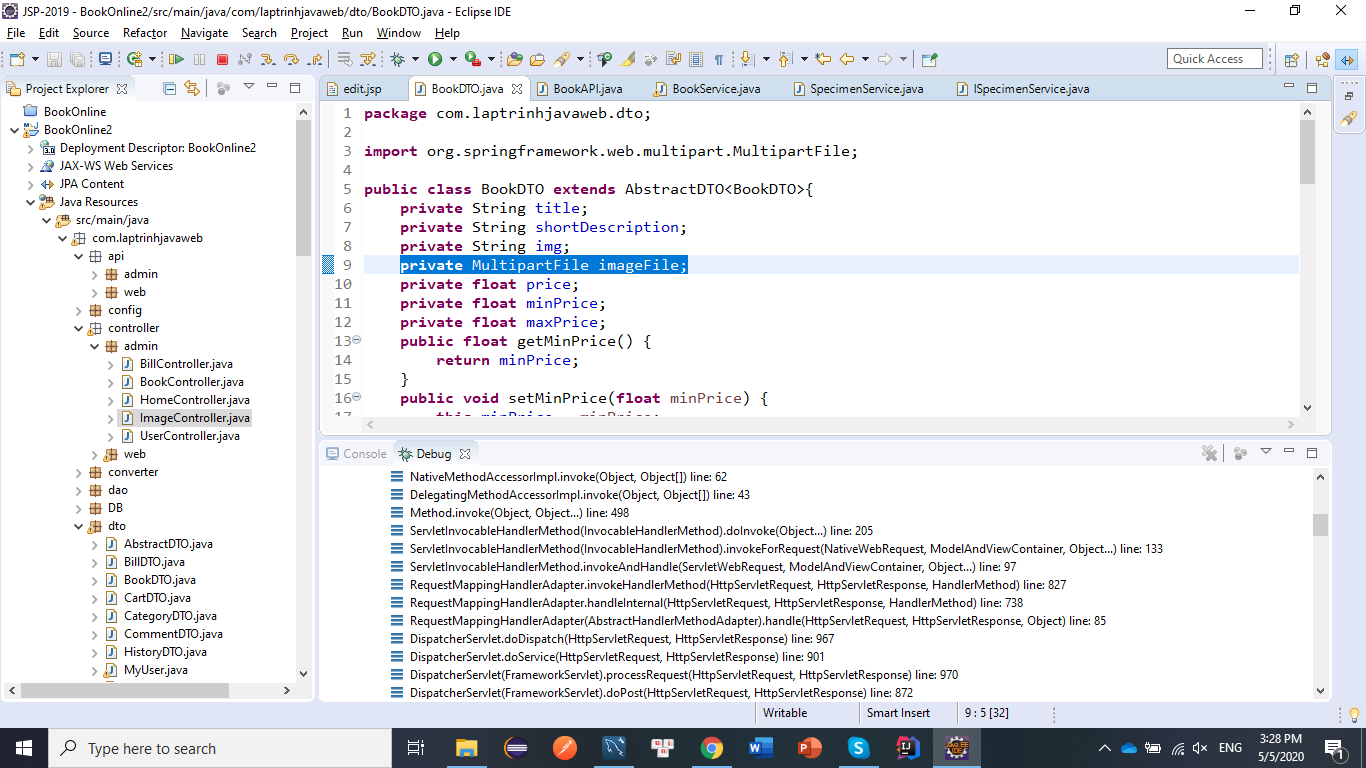 JSP-2019 - BookOnline2/src/main/java/com/laptrinhjavaweb/dto/BookDTO.java - Eclipse IDE
File Edit Source Refactor Navigate Search Project Run Window Help
Quick Access
Project Explorer
BookOnline
BookOnline2
Deployment Descriptor: BookOnline2
JAX-WS Web Services
JPA Content
Java Resources
src/main/java
com.laptrinhjavaweb
api
admin
web
config
controller
admin
BillController.java
BookController.java
HomeController.java
ImageController.java
UserController.java
web
converter
dao
DB
dto
AbstractDTO.java
BillDTO.java
BookDTO.java
CartDTO.java
CategoryDTO.java
CommentDTO.java
HistoryDTO.java
MyUser.java
edit.jsp BookDTO.java BookAPI.java BookService.java SpecimenService.java ISpecimenService.java
1 package com.laptrinhjavaweb.dto;
2
3 import org.springframework.web.multipart.MultipartFile;
4
5 public class BookDTO extends AbstractDTO<BookDTO>{
6 private String title;
7 private String shortDescription;
8 private String img;
9 private MultipartFile imageFile;
10 private float price;
11 private float minPrice;
12 private float maxPrice;
13 public float getMinPrice() {
14 return minPrice;
15 }
16 public void setMinPrice(float minPrice) {
17 this.minPrice = minPrice;
Console Debug
NativeMethodAccessorImpl.invoke(Object, Object[]) line: 62
DelegatingMethodAccessorImpl.invoke(Object, Object[]) line: 43
Method.invoke(Object, Object...) line: 498
ServletInvocableHandlerMethod(InvocableHandlerMethod).doInvoke(Object...) line: 205
ServletInvocableHandlerMethod(InvocableHandlerMethod).invokeForRequest(NativeWebRequest, ModelAndViewContainer, Object...) line: 133
ServletInvocableHandlerMethod.invokeAndHandle(ServletWebRequest, ModelAndViewContainer, Object...) line: 97
RequestMappingHandlerAdapter.invokeHandlerMethod(HttpServletRequest, HttpServletResponse, HandlerMethod) line: 827
RequestMappingHandlerAdapter.handleInternal(HttpServletRequest, HttpServletResponse, HandlerMethod) line: 738
RequestMappingHandlerAdapter(AbstractHandlerMethodAdapter).handle(HttpServletRequest, HttpServletResponse, Object) line: 85
DispatcherServlet.doDispatch(HttpServletRequest, HttpServletResponse) line: 967
DispatcherServlet.doService(HttpServletRequest, HttpServletResponse) line: 901
DispatcherServlet(FrameworkServlet).processRequest(HttpServletRequest, HttpServletResponse) line: 970
DispatcherServlet(FrameworkServlet).doPost(HttpServletRequest, HttpServletResponse) line: 872
Writable Smart Insert 9 : 5 [32]
Type here to search
ENG
3:28 PM
5/5/2020
1